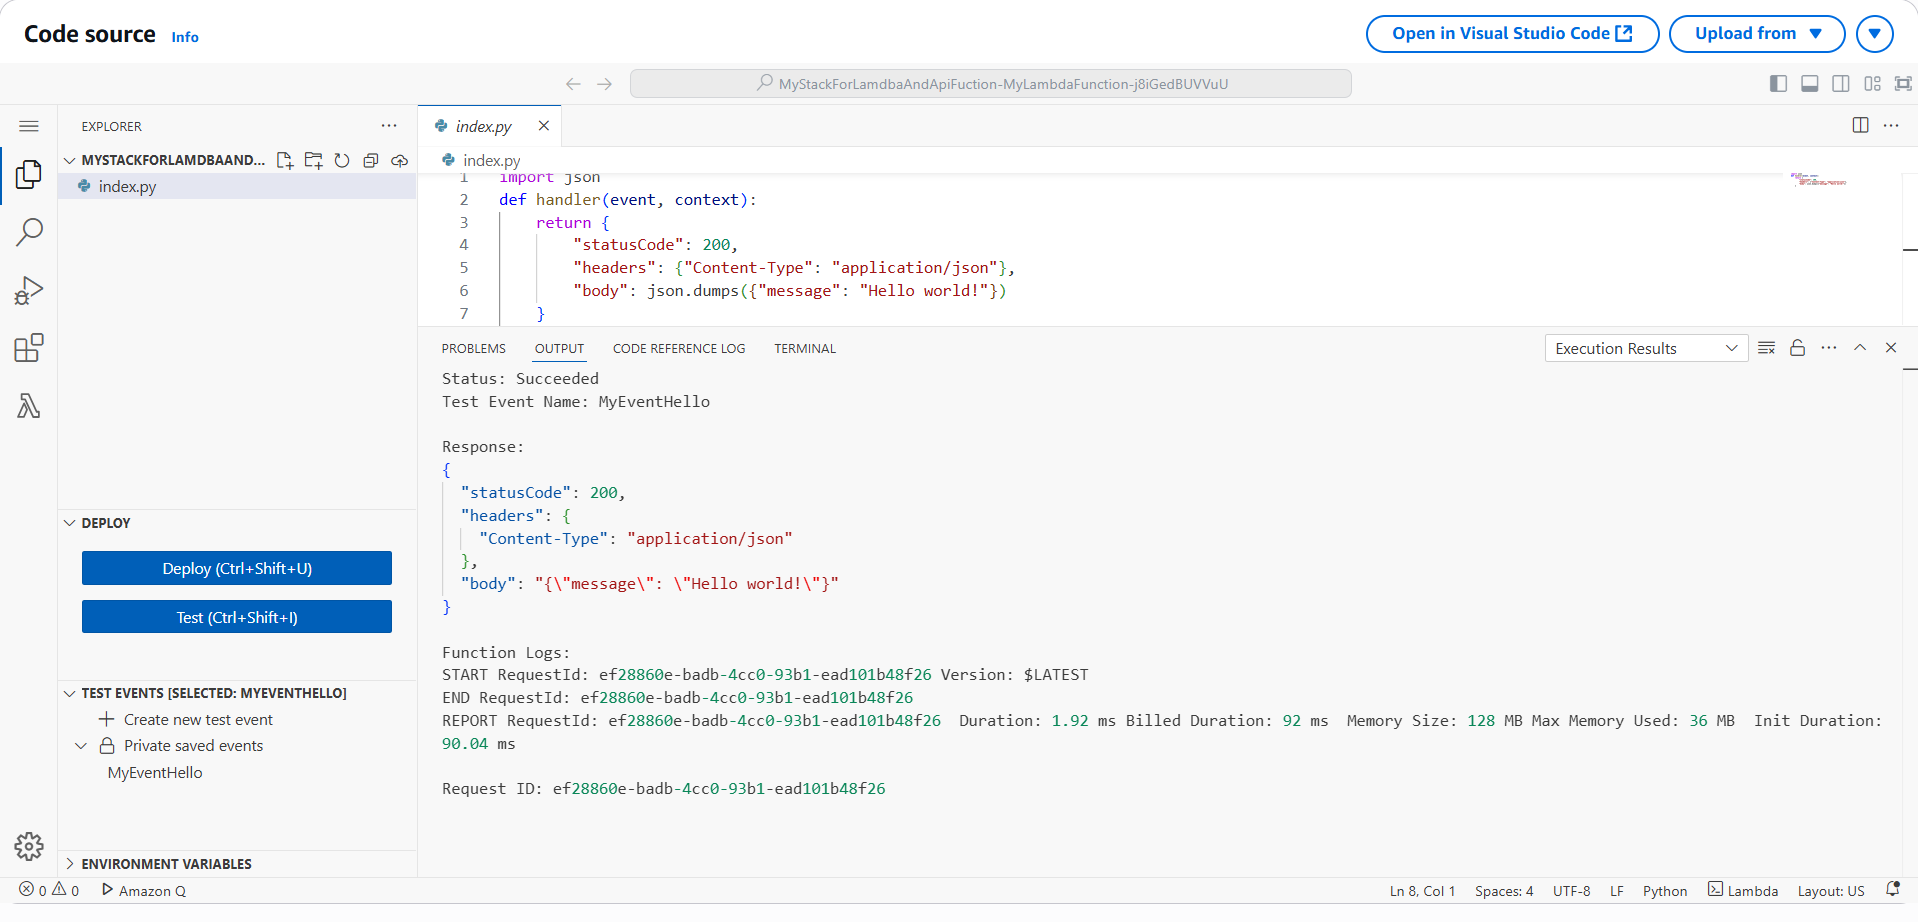 Code source Info
Open in Visual Studio Code
Upload from
MyStackForLamdbaAndApiFuction-MyLambdaFunction-j8iGedBUVVuU
EXPLORER
MYSTACKFORLAMDBAAND...
index.py
DEPLOY
Deploy (Ctrl+Shift+U)
Test (Ctrl+Shift+I)
TEST EVENTS [SELECTED: MYEVENTHELLO]
Create new test event
Private saved events
MyEventHello
ENVIRONMENT VARIABLES
index.py
index.py
1 import json
2 def handler(event, context):
3 return {
4 "statusCode": 200,
5 "headers": {"Content-Type": "application/json"},
6 "body": json.dumps({"message": "Hello world!"})
7 }
PROBLEMS OUTPUT CODE REFERENCE LOG TERMINAL
Execution Results
Status: Succeeded
Test Event Name: MyEventHello
Response:
{
"statusCode": 200,
"headers": {
"Content-Type": "application/json"
},
"body": "{\"message\": \"Hello world!\"}"
}
Function Logs:
START RequestId: ef28860e-badb-4cc0-93b1-ead101b48f26 Version: $LATEST
END RequestId: ef28860e-badb-4cc0-93b1-ead101b48f26
REPORT RequestId: ef28860e-badb-4cc0-93b1-ead101b48f26 Duration: 1.92 ms Billed Duration: 92 ms Memory Size: 128 MB Max Memory Used: 36 MB Init Duration:
90.04 ms
Request ID: ef28860e-badb-4cc0-93b1-ead101b48f26
0 0 Amazon Q
Ln 8, Col 1 Spaces: 4 UTF-8 LF Python Lambda Layout: US